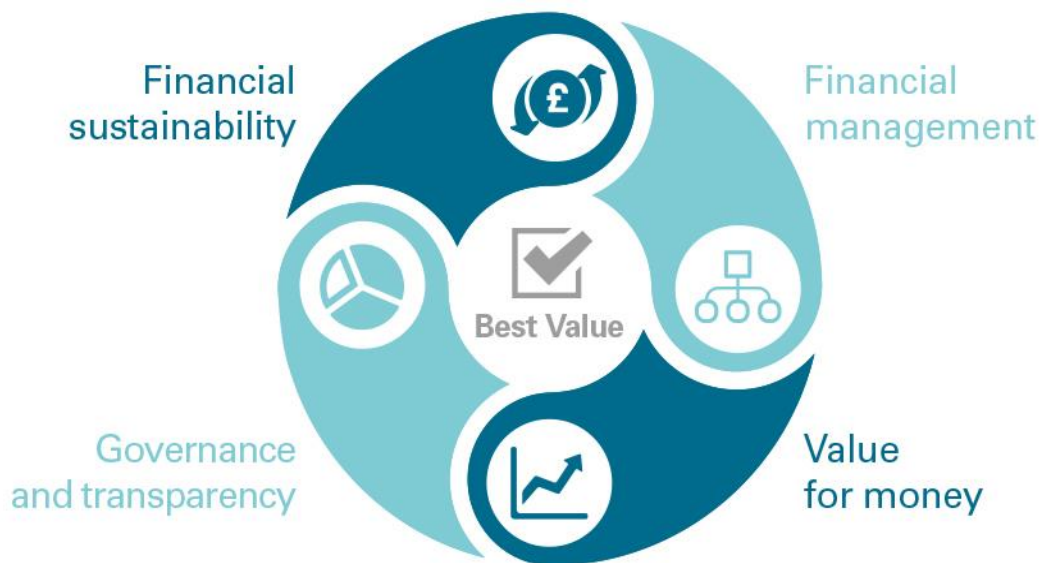 Financial
sustainability
£
Financial
management
Best Value
Governance
and transparency
Value
for money